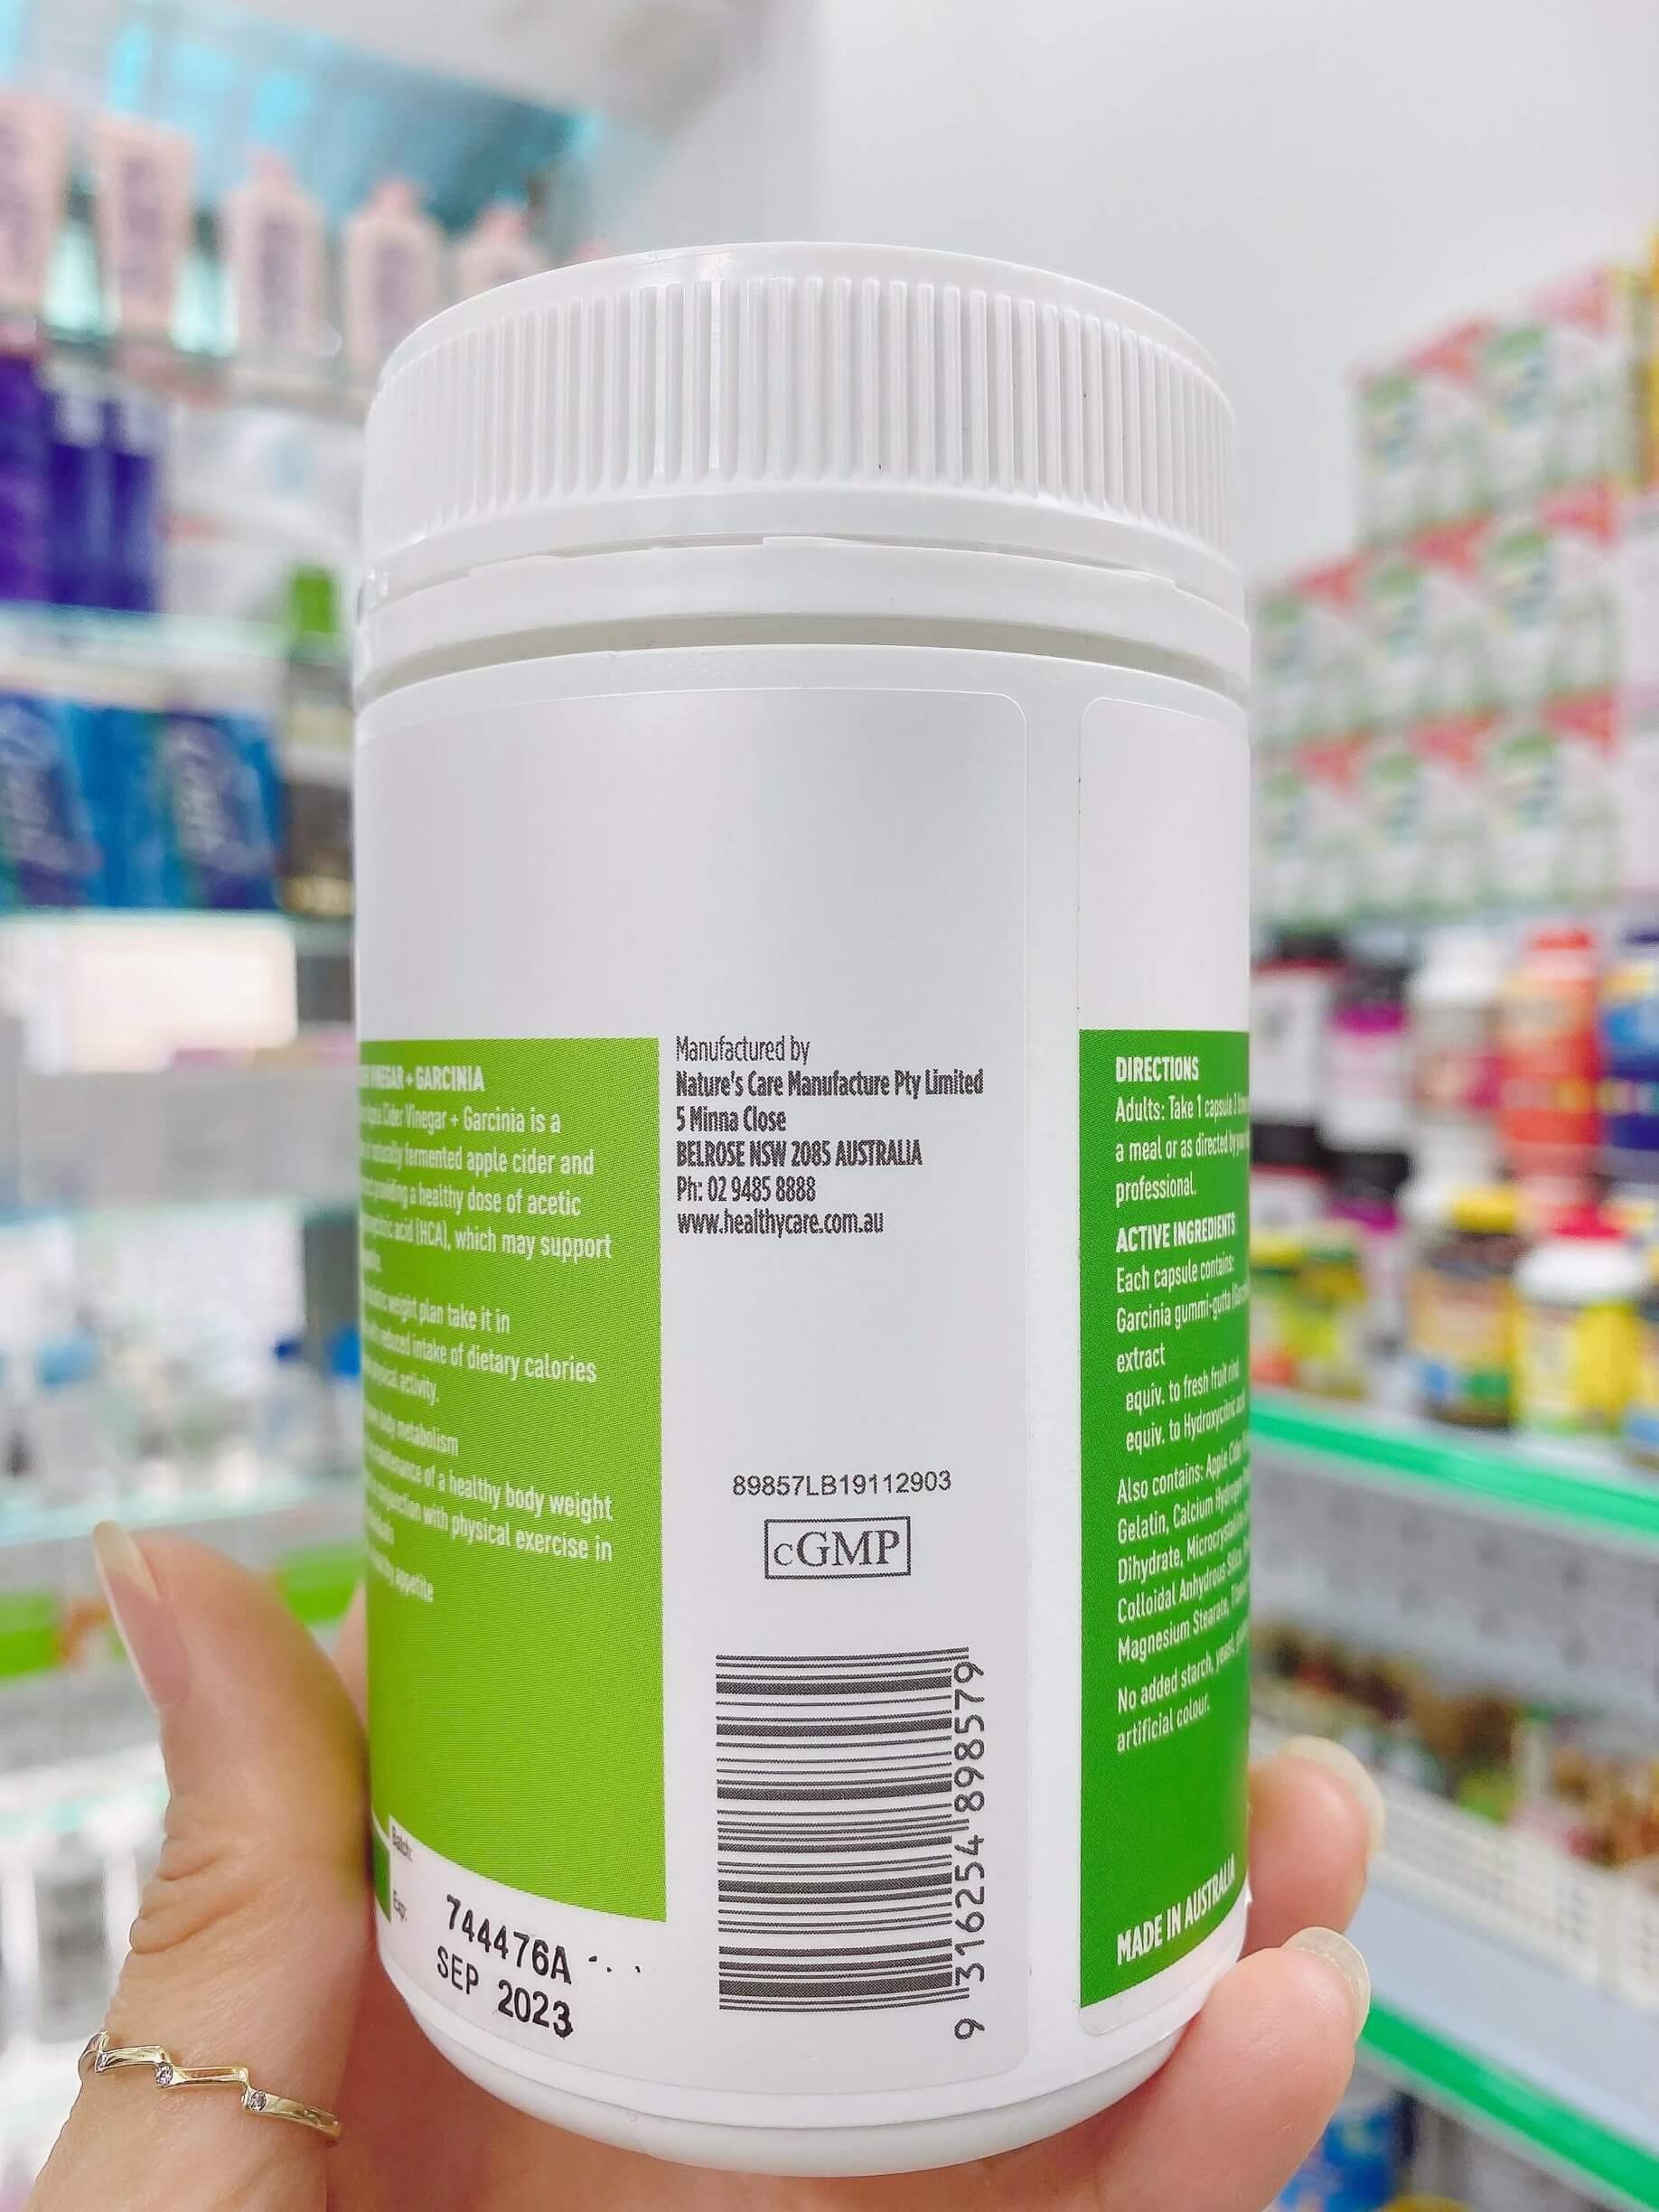 VINEGAR + GARCINIA
Cider Vinegar + Garcinia is a
naturally fermented apple cider and
providing a healthy dose of acetic
acid (HCA), which may support
weight plan take it in
reduced intake of dietary calories
activity.
body metabolism
of a healthy body weight
conjunction with physical exercise in
appetite
Batch:
Exp:
744476A
SEP 2023
Manufactured by
Nature's Care Manufacture Pty Limited
5 Minna Close
BELROSE NSW 2085 AUSTRALIA
Ph: 02 9485 8888
www.healthycare.com.au
89857LB19112903
cGMP
9 316254 898579
DIRECTIONS
Adults: Take 1 capsule
a meal or as directed by your
professional.
ACTIVE INGREDIENTS
Each capsule contains:
Garcinia gummi-gutta
extract
equiv. to fresh fruit rind
equiv. to Hydroxycitric acid
Also contains: Apple Cider
Gelatin, Calcium Hydrogen
Dihydrate, Microcrystalline
Colloidal Anhydrous Silica,
Magnesium Stearate,
No added starch, yeast,
artificial colour.
MADE IN AUSTRALIA